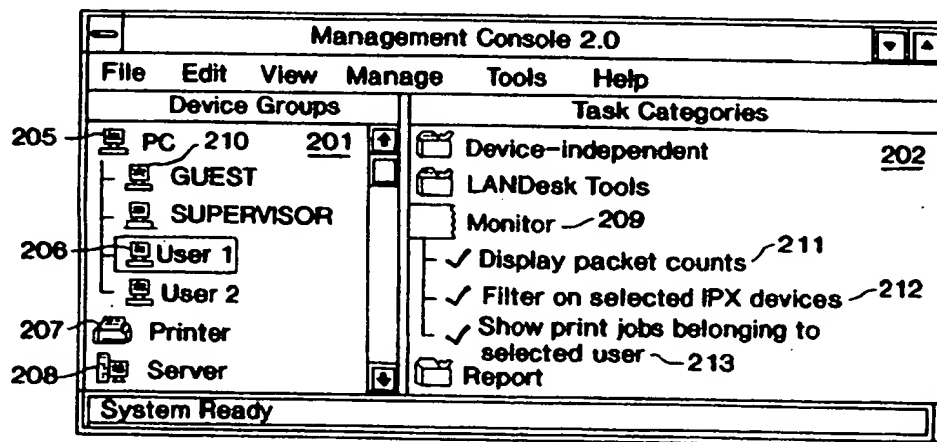 Management Console 2.0
File Edit View Manage Tools Help
Device Groups
Task Categories
205
PC
210
201
GUEST
SUPERVISOR
206
User 1
User 2
207
Printer
208
Server
Device-independent
202
LANDesk Tools
Monitor
209
Display packet counts
211
Filter on selected IPX devices
212
Show print jobs belonging to
selected user
213
Report
System Ready